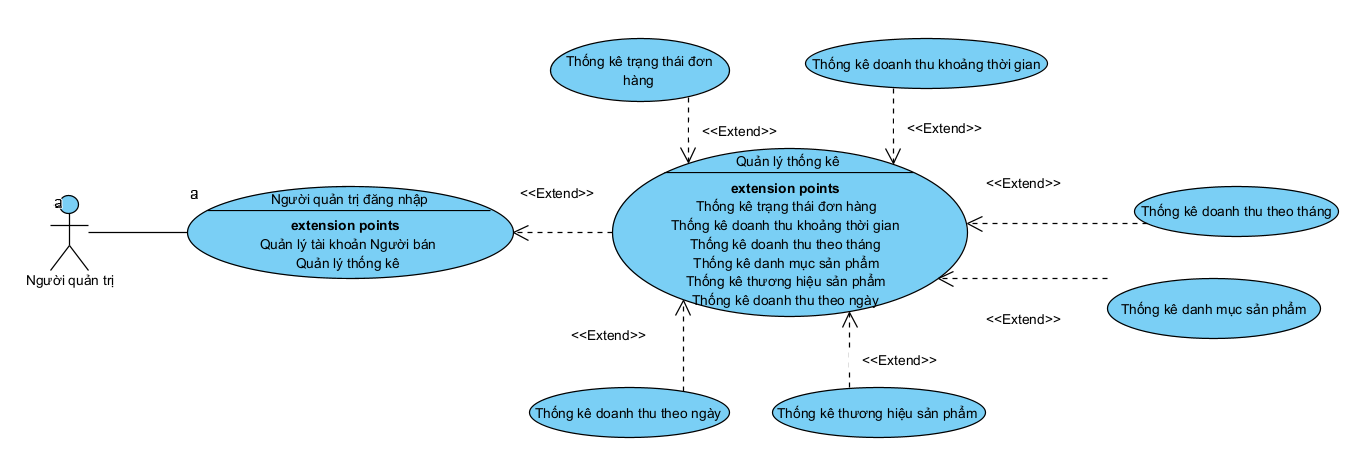 Thống kê trạng thái đơn
hàng
Thống kê doanh thu khoảng thời gian
<<Extend>>
<<Extend>>
a
a
Người quản trị
Người quản trị đăng nhập
extension points
Quản lý tài khoản Người bán
Quản lý thống kê
<<Extend>>
Quản lý thống kê
extension points
Thống kê trạng thái đơn hàng
Thống kê doanh thu khoảng thời gian
Thống kê doanh thu theo tháng
Thống kê danh mục sản phẩm
Thống kê thương hiệu sản phẩm
Thống kê doanh thu theo ngày
<<Extend>>
Thống kê doanh thu theo tháng
<<Extend>>
Thống kê danh mục sản phẩm
<<Extend>>
<<Extend>>
Thống kê doanh thu theo ngày
Thống kê thương hiệu sản phẩm